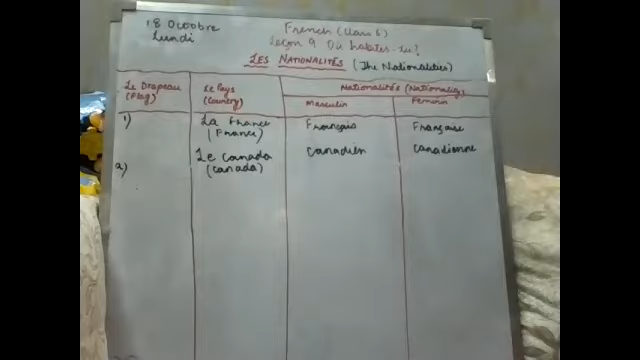 18 Octobre
Lundi
French (Class 6)
Leçon 9 Où habites-tu?
LES NATIONALITÉS (The Nationalities)
Le Drapeau (Flag)
Le Pays (Country)
Nationalités (Nationality)
Masculin
Feminin
1)
La France (France)
Français
Française
2)
Le Canada (Canada)
Canadien
Canadienne